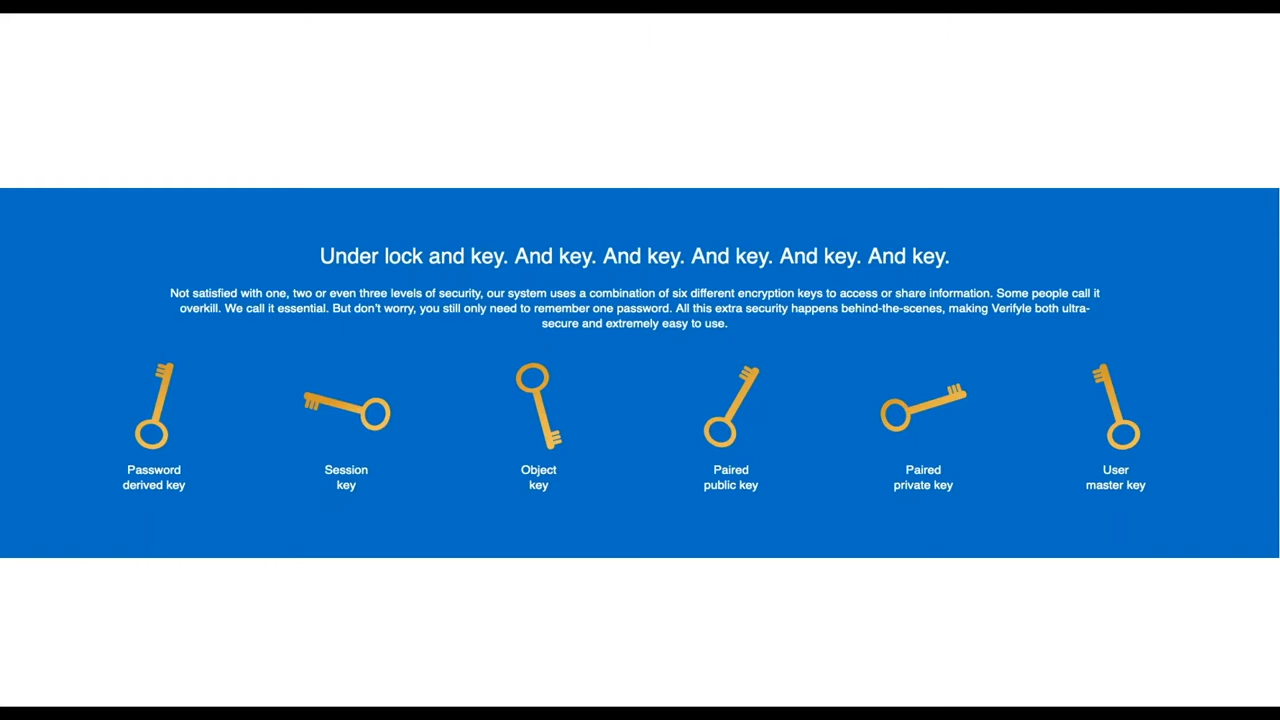 Under lock and key. And key. And key. And key. And key. And key.
Not satisfied with one, two or even three levels of security, our system uses a combination of six different encryption keys to access or share information. Some people call it
overkill. We call it essential. But don't worry, you still only need to remember one password. All this extra security happens behind-the-scenes, making Verifyle both ultra-
secure and extremely easy to use.
Password
derived key
Session
key
Object
key
Paired
public key
Paired
private key
User
master key